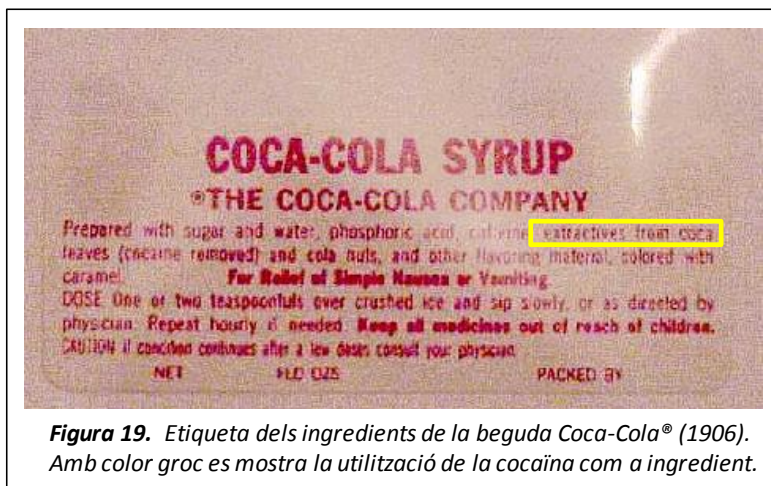 COCA-COLA SYRUP
®THE COCA-COLA COMPANY
Prepared with sugar and water, phosphoric acid, caffeine, extractives from coca
leaves (cocaine removed) and cola nuts, and other flavoring material, colored with
caramel. For Relief of Simple Nausea or Vomiting
DOSE One or two teaspoonfuls over crushed ice and sip slowly, or as directed by
physician. Repeat hourly if needed. Keep all medicines out of reach of children.
CAUTION if condition continues after a few doses consult your physician
NET FLD OZS PACKED BY
Figura 19. Etiqueta dels ingredients de la beguda Coca-Cola® (1906).
Amb color groc es mostra la utilització de la cocaïna com a ingredient.